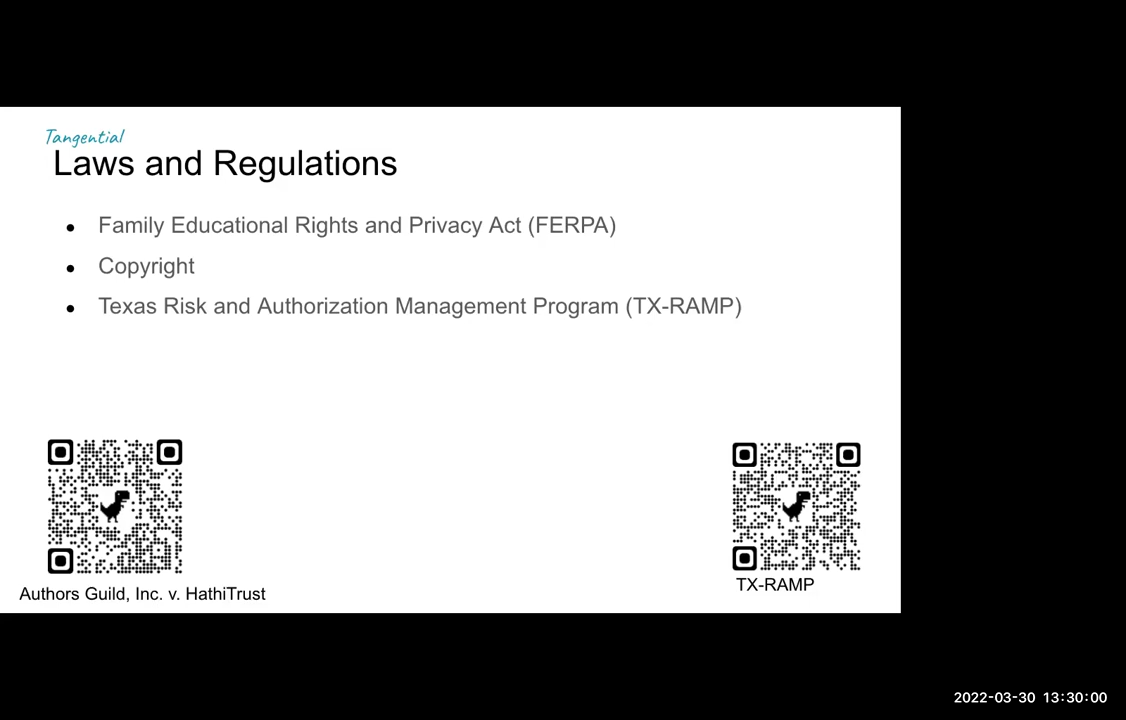 Tangential
Laws and Regulations
● Family Educational Rights and Privacy Act (FERPA)
● Copyright
● Texas Risk and Authorization Management Program (TX-RAMP)
Authors Guild, Inc. v. HathiTrust
TX-RAMP
2022-03-30 13:30:00